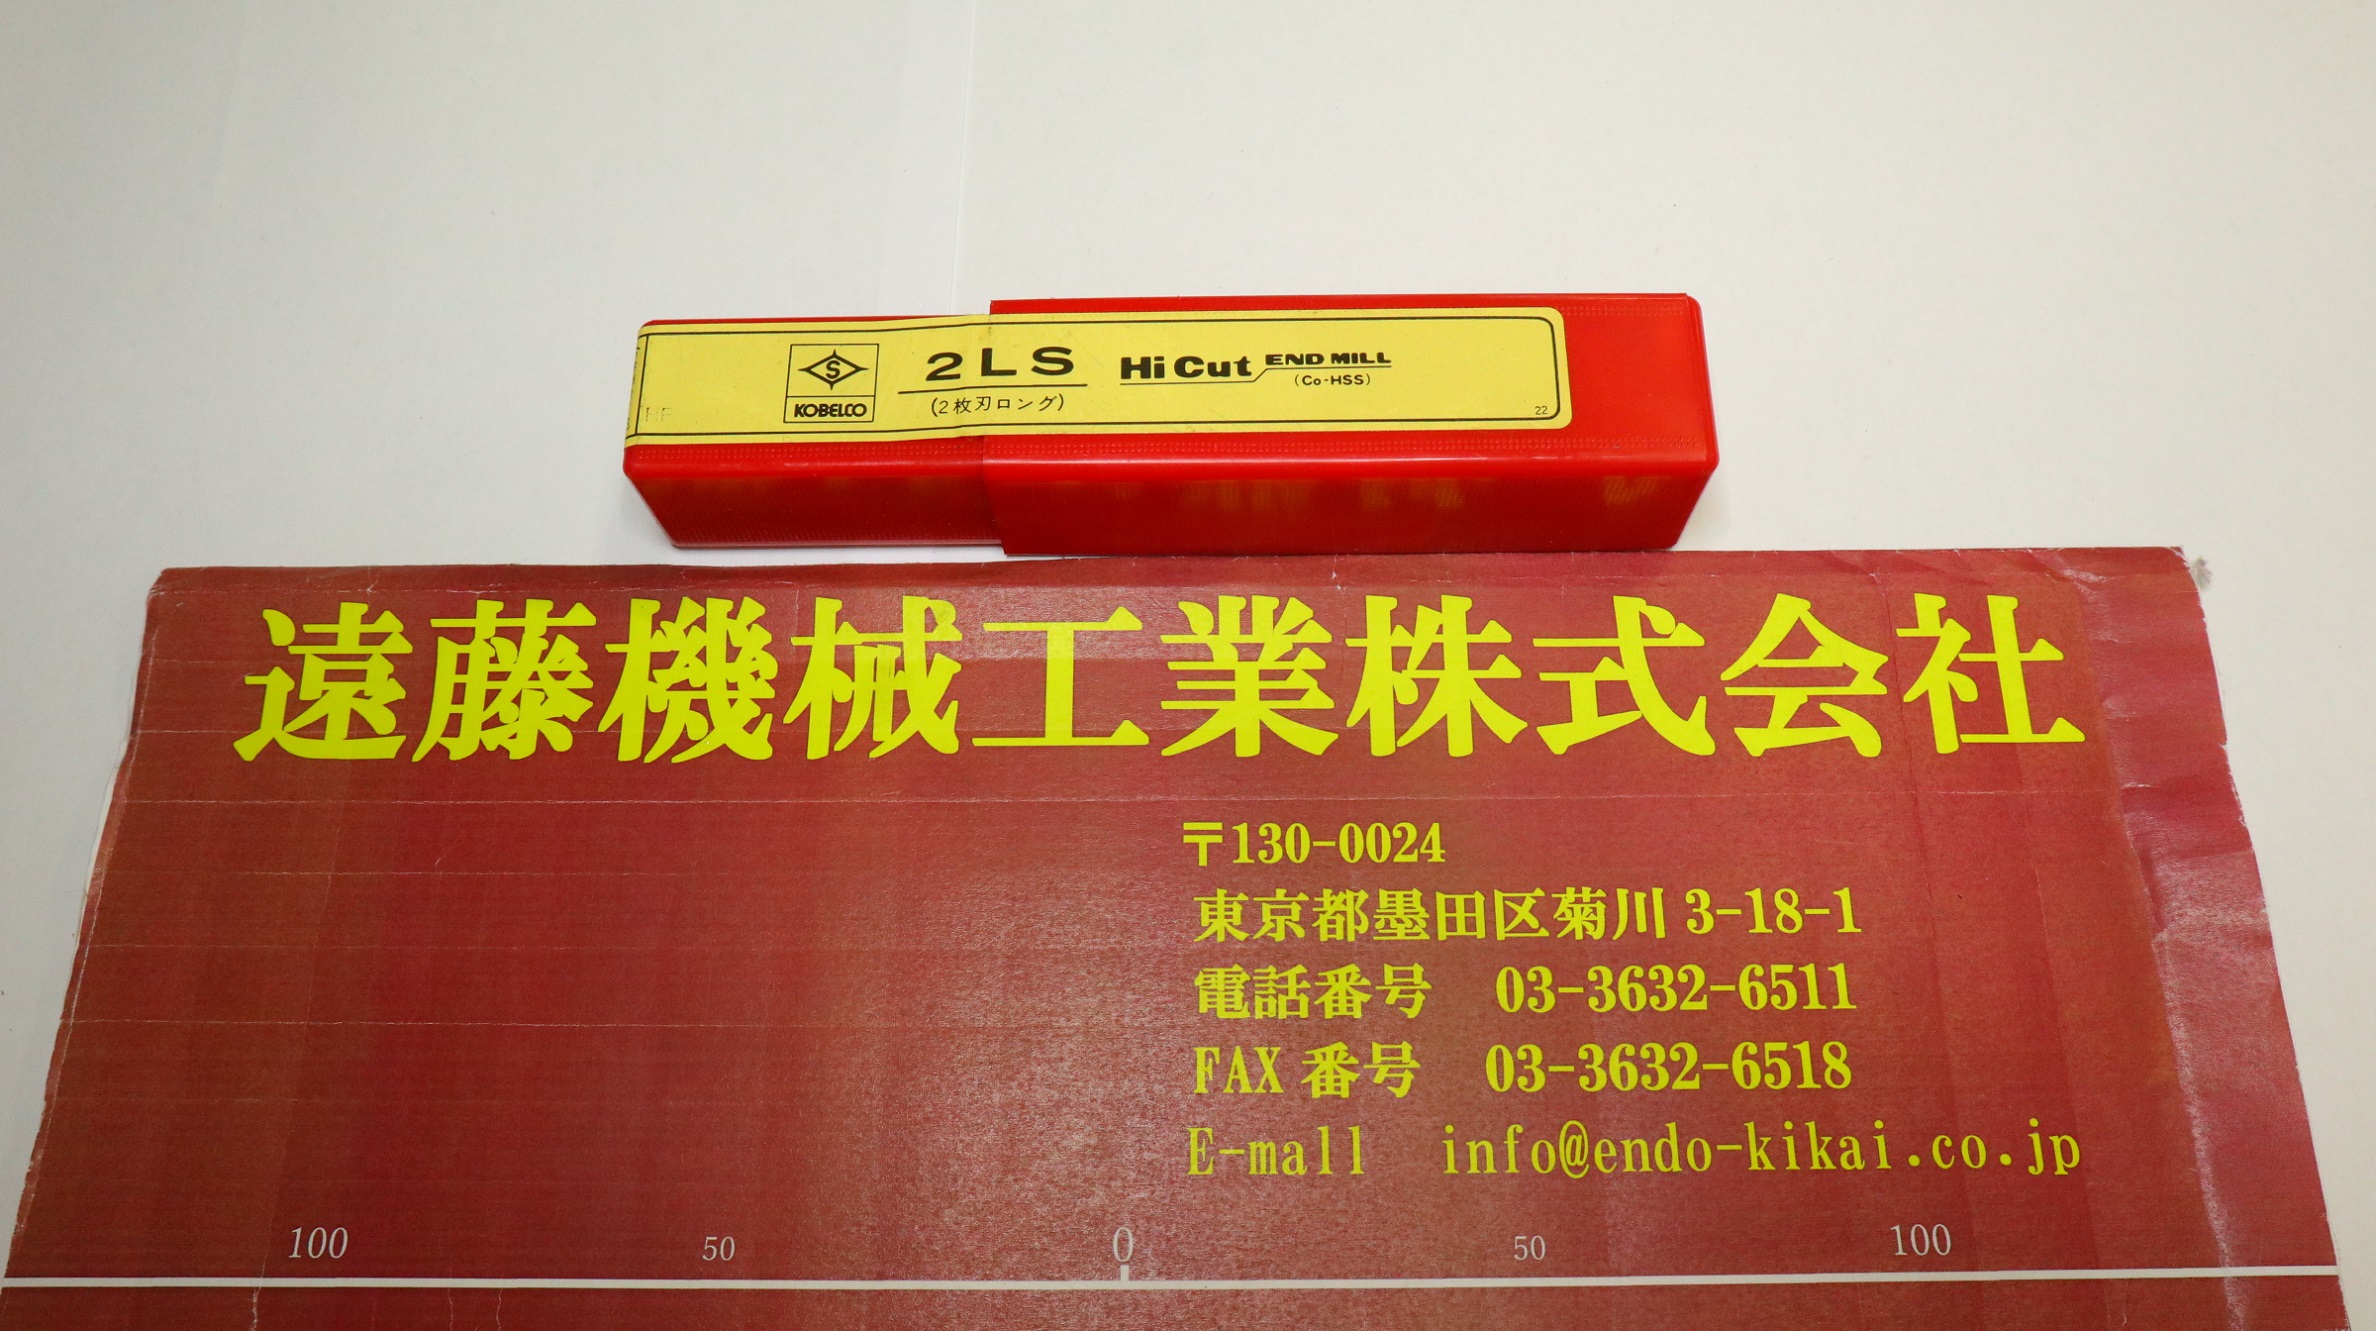 S
KOBELCO
2LS
(2枚刃ロング)
Hi Cut END MILL
(Co-HSS)
22
遠藤機械工業株式会社
〒130-0024
東京都墨田区菊川3-18-1
電話番号 03-3632-6511
FAX番号 03-3632-6518
E-mall info@endo-kikai.co.jp
100 50 0 50 100